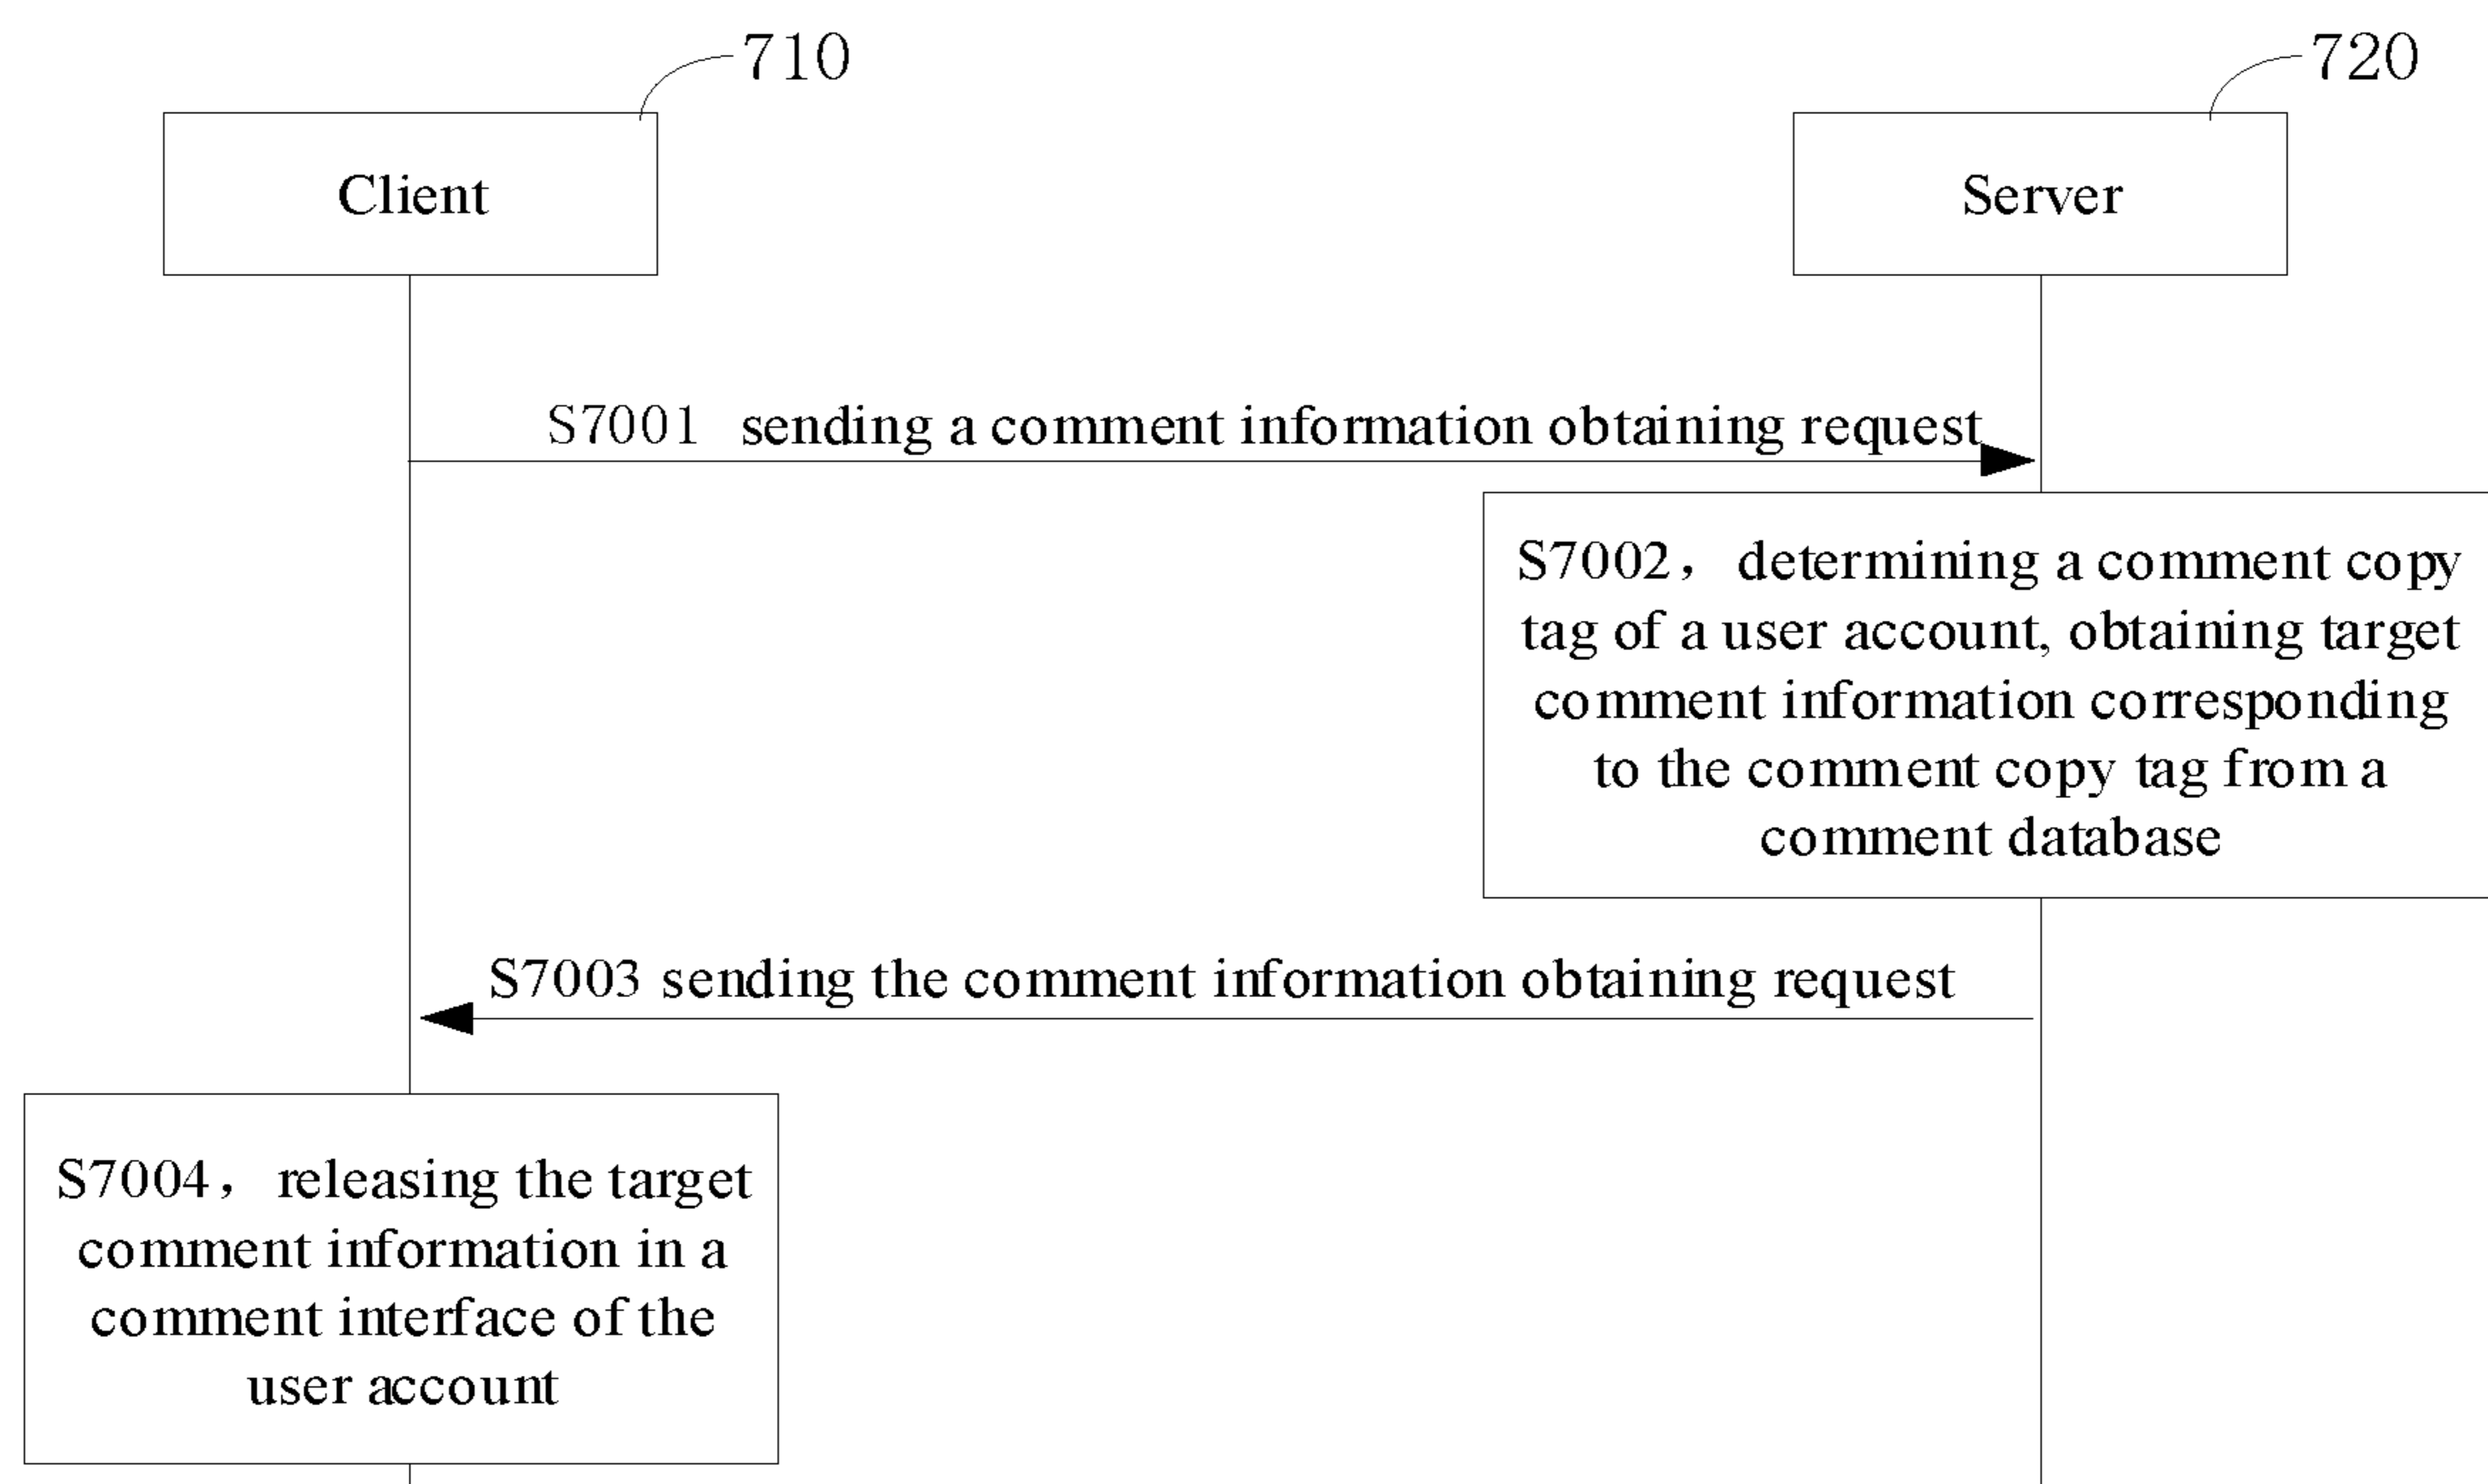 710
720
Client
Server
S7001 sending a comment information obtaining request
S7002， determining a comment copy
tag of a user account, obtaining target
comment information corresponding
to the comment copy tag from a
comment database
S7003 sending the comment information obtaining request
S7004， releasing the target
comment information in a
comment interface of the
user account